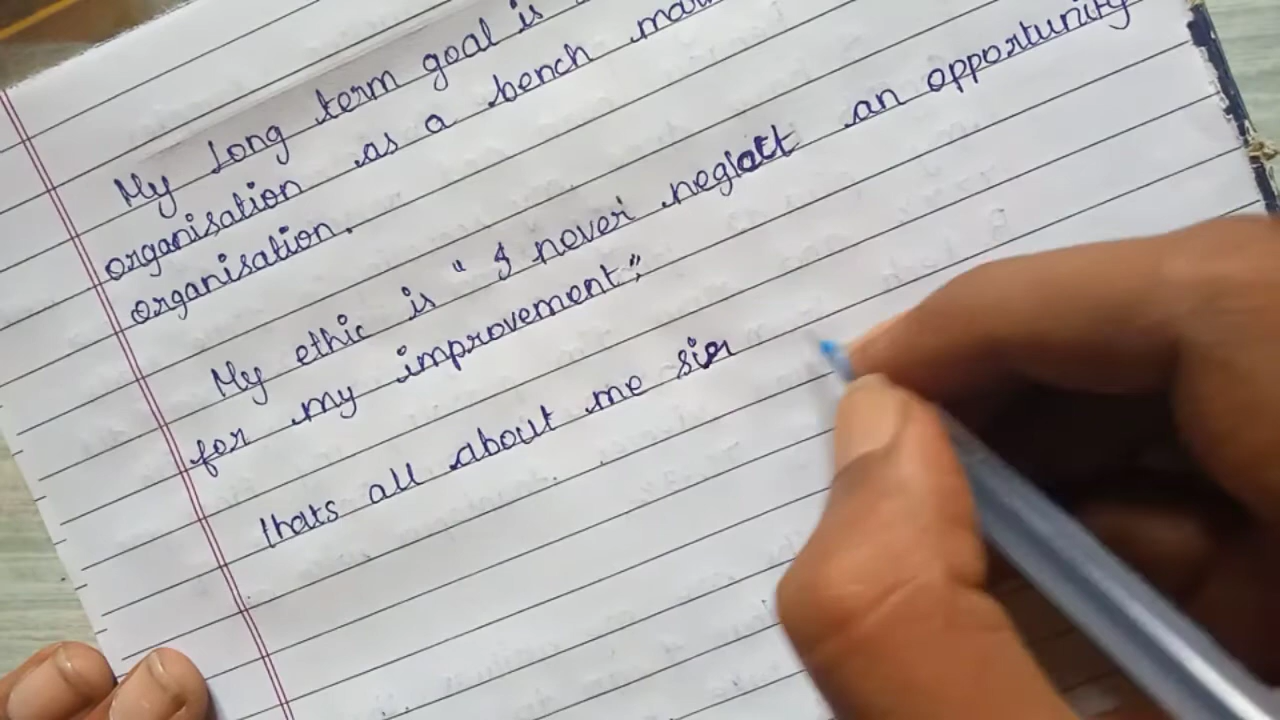 My Long term goal is
organisation as a bench
organisation.
My ethic is "I never neglect an opportunity
for my improvement"
thats all about me sir